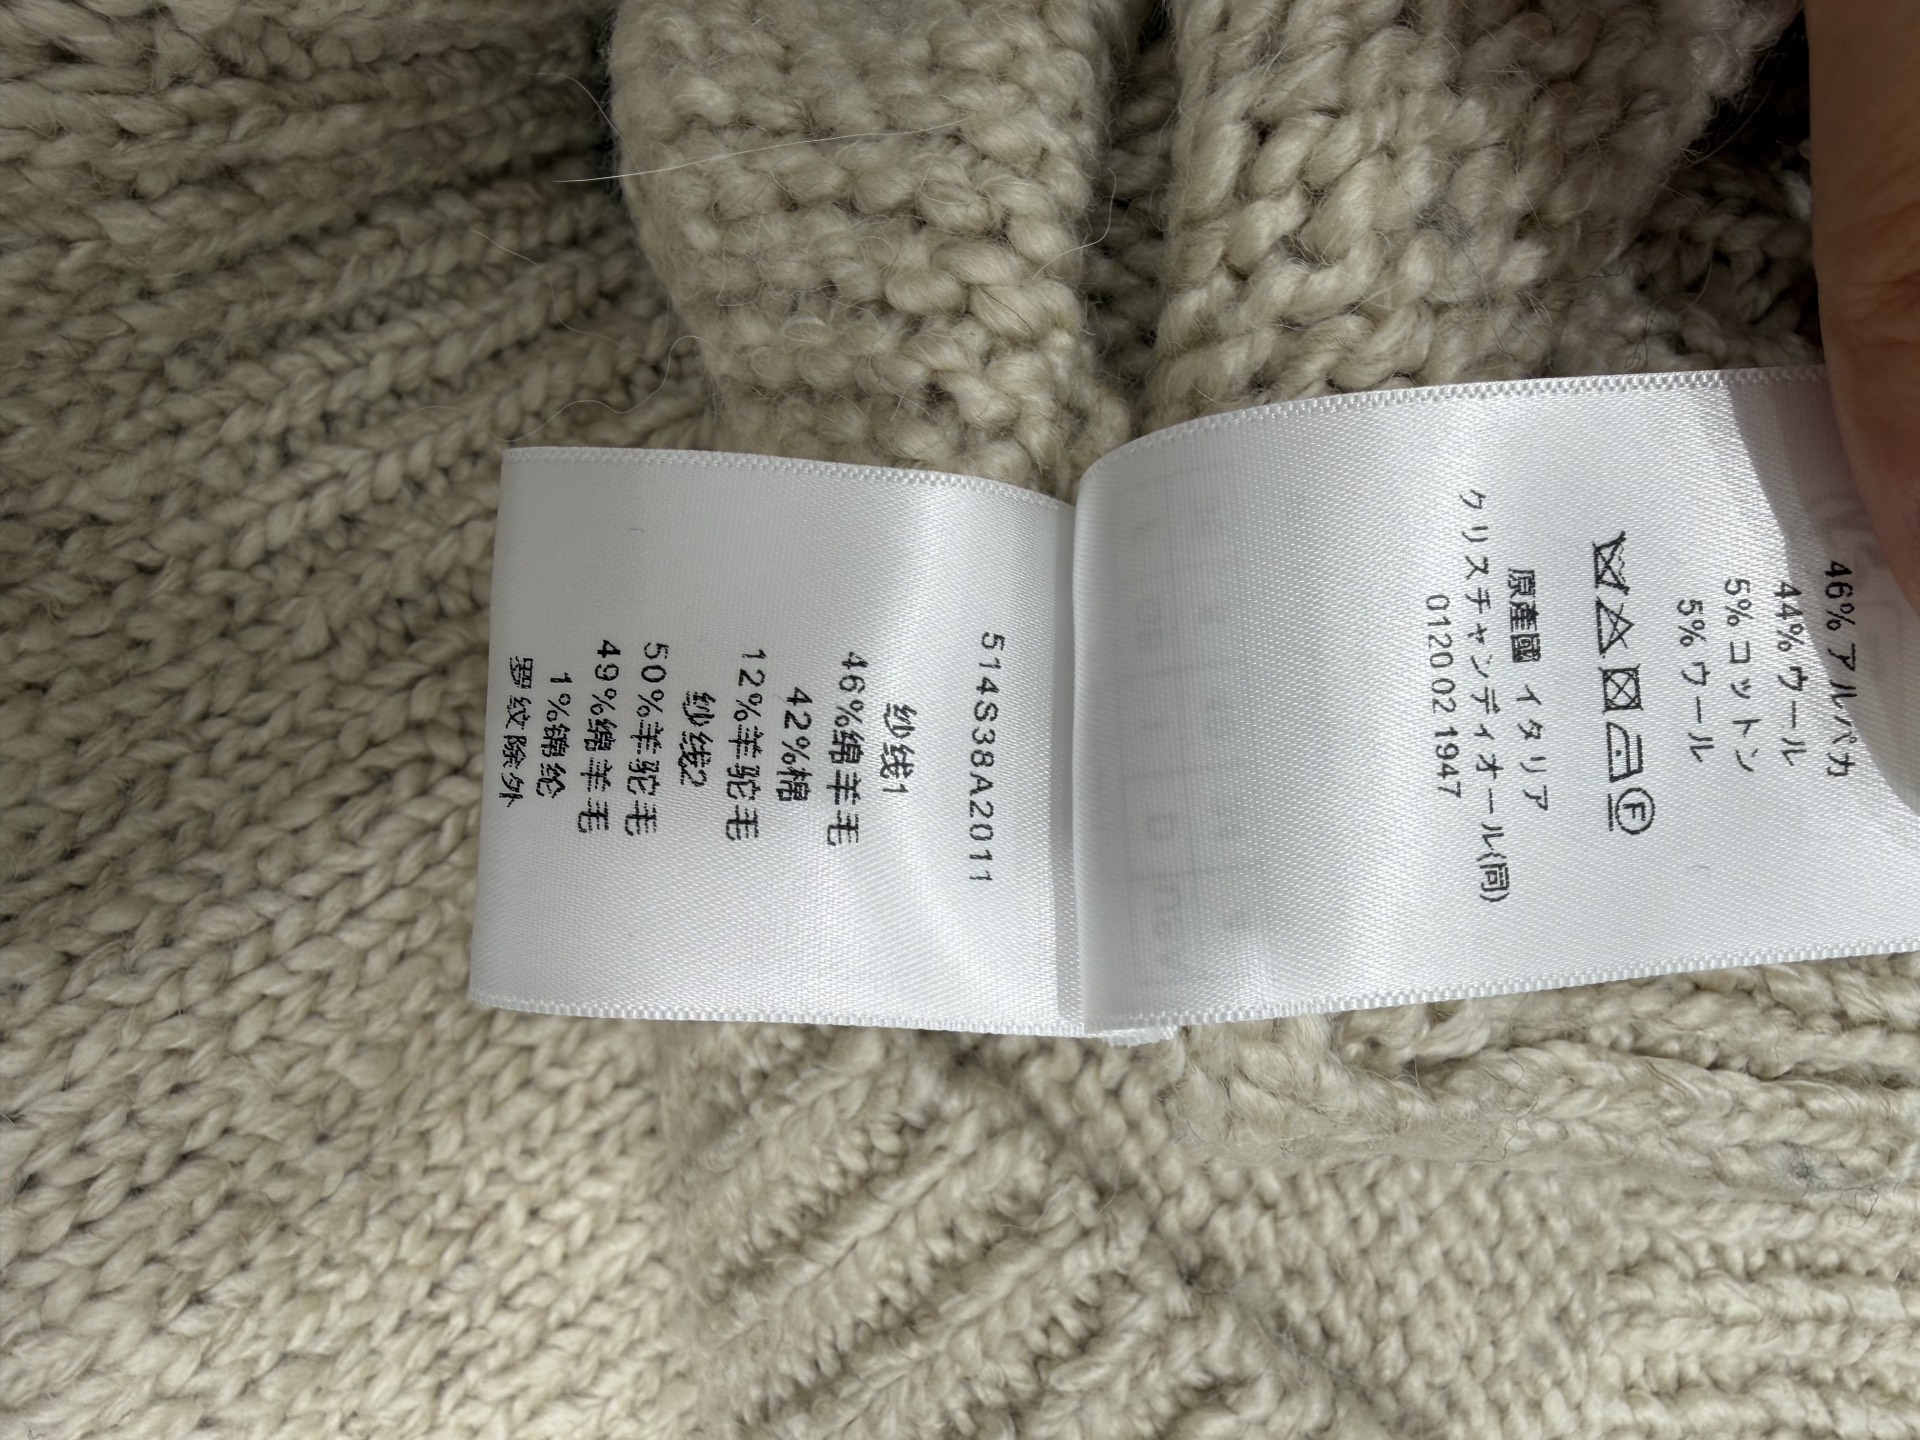 46%アルパカ
44%ウール
5%コットン
5%ウール
F
原産國 イタリア
クリスチャンディオール(同)
0120 02 1947
514S38A2011
纱线1
46%绵羊毛
42%棉
12%羊驼毛
纱线2
50%羊驼毛
49%绵羊毛
1%锦纶
罗纹除外